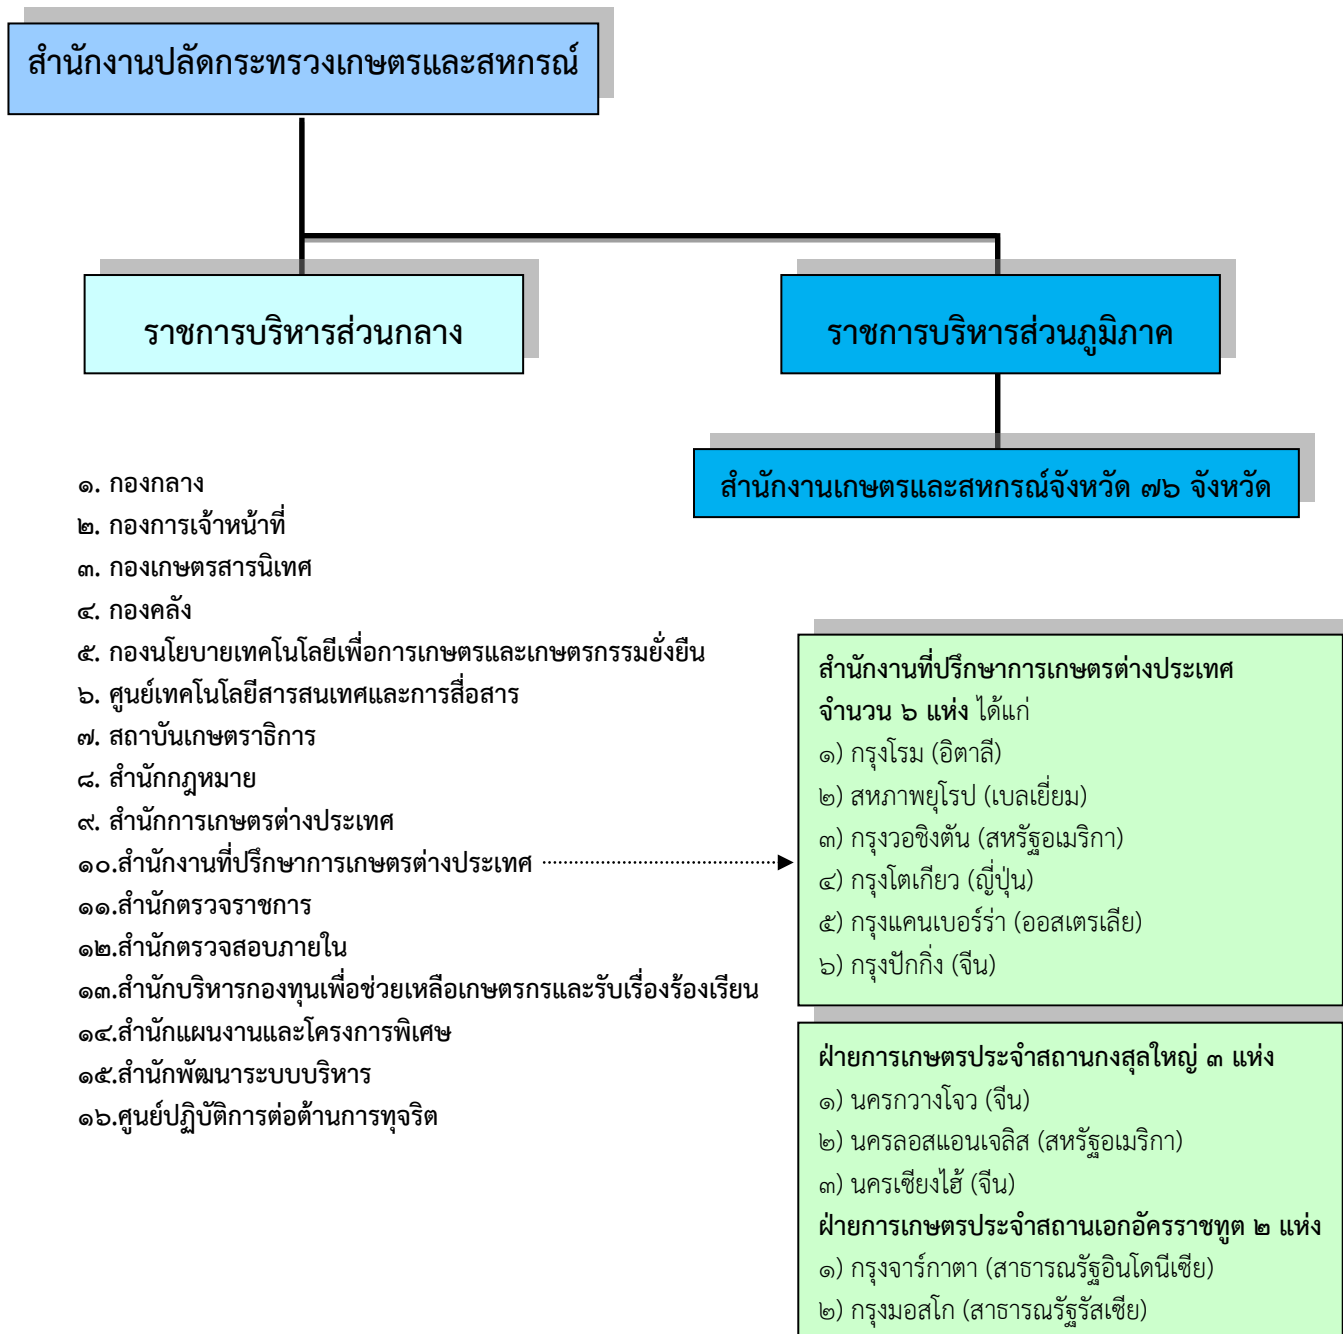 สำนักงานปลัดกระทรวงเกษตรและสหกรณ์
ราชการบริหารส่วนกลาง
ราชการบริหารส่วนภูมิภาค
สำนักงานเกษตรและสหกรณ์จังหวัด ๗๖ จังหวัด
๑. กองกลาง
๒. กองการเจ้าหน้าที่
๓. กองเกษตรสารนิเทศ
๔. กองคลัง
๕. กองนโยบายเทคโนโลยีเพื่อการเกษตรและเกษตรกรรมยั่งยืน
๖. ศูนย์เทคโนโลยีสารสนเทศและการสื่อสาร
๗. สถาบันเกษตราธิการ
๘. สำนักกฎหมาย
๙. สำนักการเกษตรต่างประเทศ
๑๐.สำนักงานที่ปรึกษาการเกษตรต่างประเทศ
๑๑.สำนักตรวจราชการ
๑๒.สำนักตรวจสอบภายใน
๑๓.สำนักบริหารกองทุนเพื่อช่วยเหลือเกษตรกรและรับเรื่องร้องเรียน
๑๔.สำนักแผนงานและโครงการพิเศษ
๑๕.สำนักพัฒนาระบบบริหาร
๑๖.ศูนย์ปฏิบัติการต่อต้านการทุจริต
สำนักงานที่ปรึกษาการเกษตรต่างประเทศ
จำนวน ๖ แห่ง ได้แก่
๑) กรุงโรม (อิตาลี)
๒) สหภาพยุโรป (เบลเยี่ยม)
๓) กรุงวอชิงตัน (สหรัฐอเมริกา)
๔) กรุงโตเกียว (ญี่ปุ่น)
๕) กรุงแคนเบอร์ร่า (ออสเตรเลีย)
๖) กรุงปักกิ่ง (จีน)
ฝ่ายการเกษตรประจำสถานกงสุลใหญ่ ๓ แห่ง
๑) นครกวางโจว (จีน)
๒) นครลอสแอนเจลิส (สหรัฐอเมริกา)
๓) นครเซียงไฮ้ (จีน)
ฝ่ายการเกษตรประจำสถานเอกอัครราชทูต ๒ แห่ง
๑) กรุงจาร์กาตา (สาธารณรัฐอินโดนีเซีย)
๒) กรุงมอสโก (สาธารณรัฐรัสเซีย)